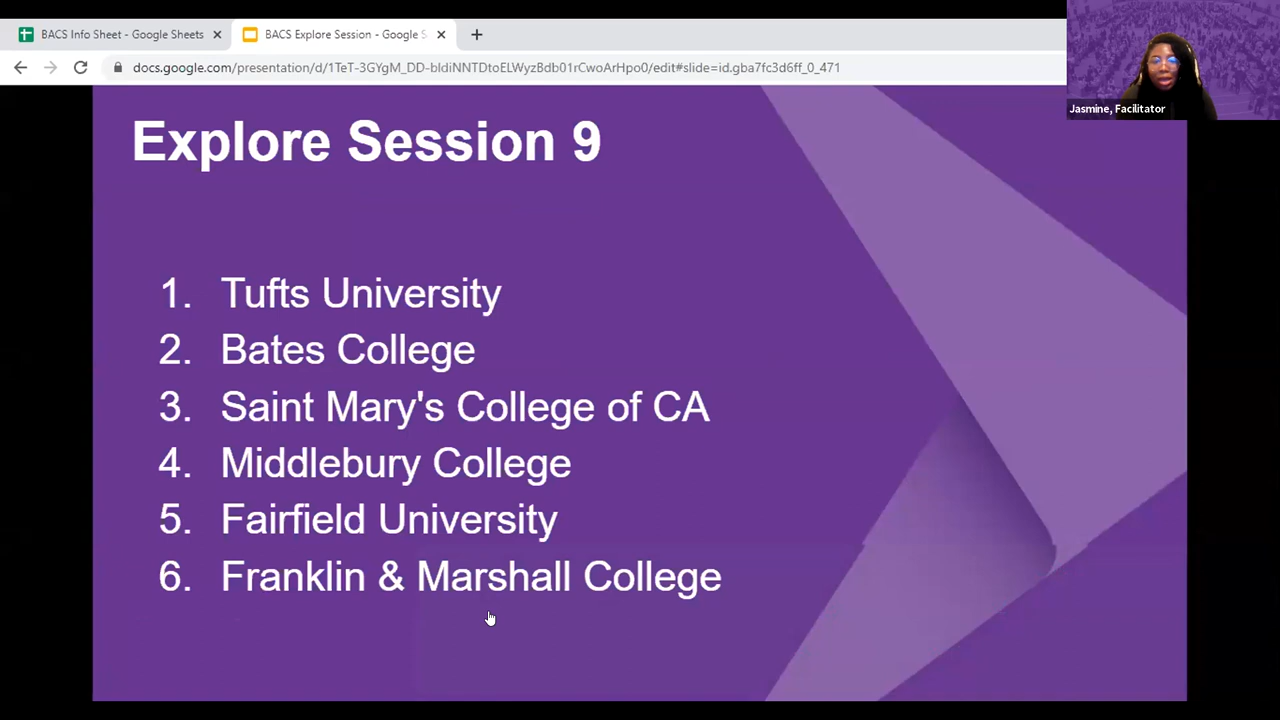 BACS Info Sheet - Google Sheets
BACS Explore Session - Google S
docs.google.com/presentation/d/1TeT-3GYgM_DD-bldlNNTDtoELWyzBdb01rCwoArHpo0/edit#slide=id.gba7fc3d6ff_0_471
Jasmine, Facilitator
Explore Session 9
1. Tufts University
2. Bates College
3. Saint Mary's College of CA
4. Middlebury College
5. Fairfield University
6. Franklin & Marshall College